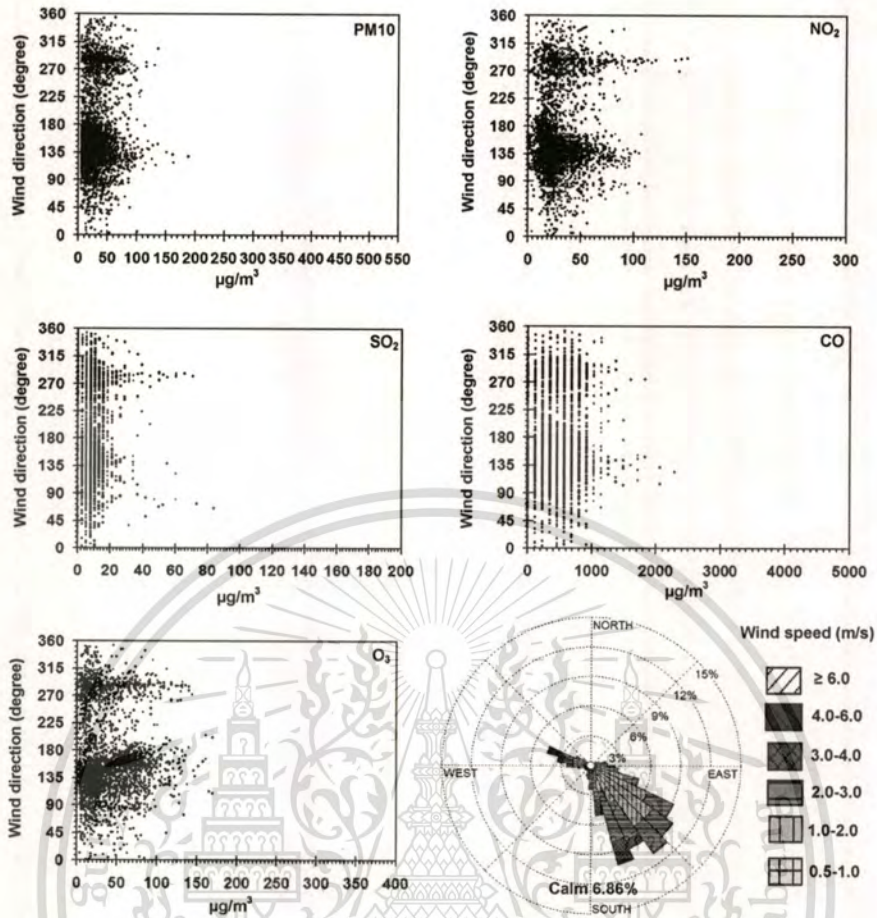 PM10
Wind direction (degree)
360
315
270
225
180
135
90
45
0
0 50 100 150 200 250 300 350 400 450 500 550
µg/m³
NO₂
Wind direction (degree)
360
315
270
225
180
135
90
45
0
0 50 100 150 200 250 300
µg/m³
SO₂
Wind direction (degree)
360
315
270
225
180
135
90
45
0
0 20 40 60 80 100 120 140 160 180 200
µg/m³
CO
Wind direction (degree)
360
315
270
225
180
135
90
45
0
0 1000 2000 3000 4000 5000
µg/m³
O₃
Wind direction (degree)
360
315
270
225
180
135
90
45
0
0 50 100 150 200 250 300 350 400
µg/m³
NORTH
15%
12%
9%
6%
3%
WEST
EAST
Calm 6.86%
SOUTH
Wind speed (m/s)
≥ 6.0
4.0-6.0
3.0-4.0
2.0-3.0
1.0-2.0
0.5-1.0